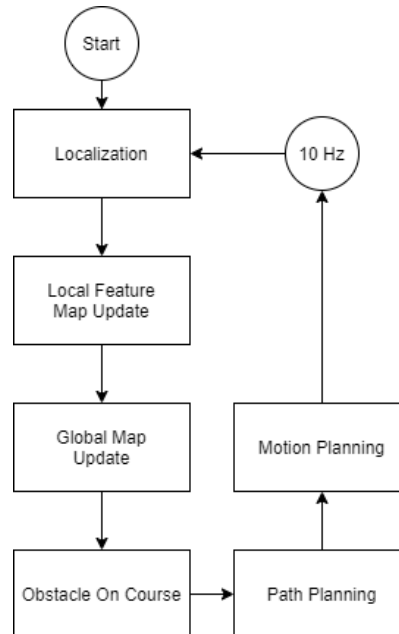 Start
Localization
10 Hz
Local Feature
Map Update
Global Map
Update
Motion Planning
Obstacle On Course
Path Planning